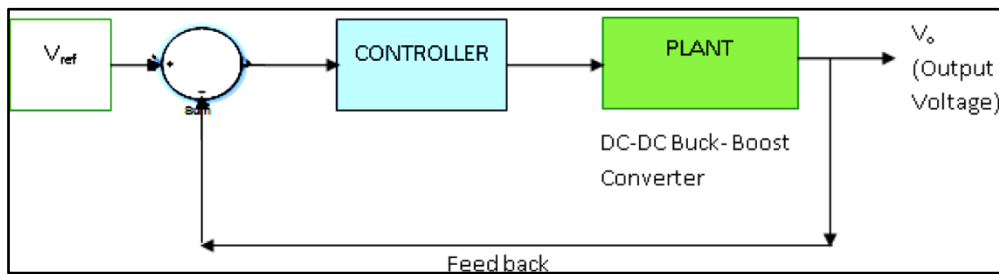 Vref
+
-
Sum
CONTROLLER
PLANT
Vo
(Output
Voltage)
DC-DC Buck-Boost
Converter
Feed back